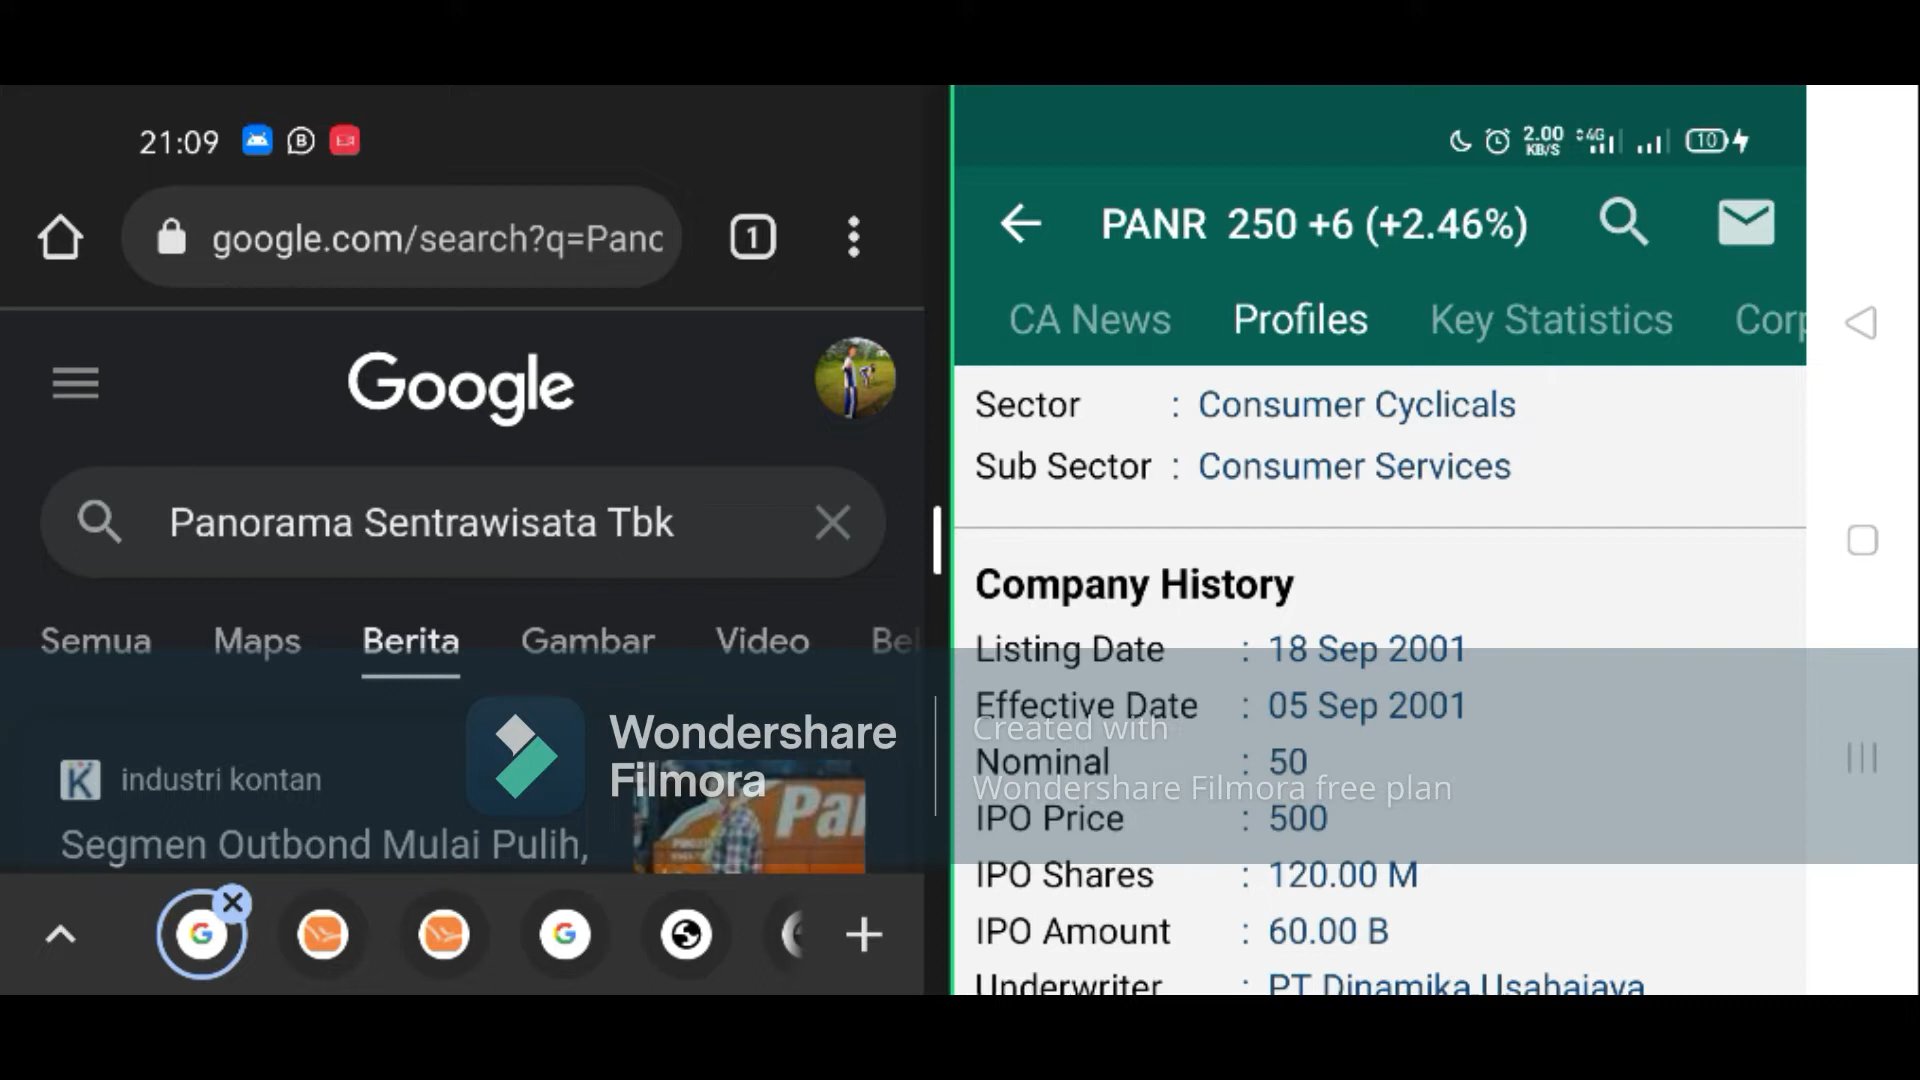 21:09
google.com/search?q=Panc
1
Google
Panorama Sentrawisata Tbk
Semua Maps Berita Gambar Video Bel
industri kontan
Segmen Outbond Mulai Pulih,
Pa
Wondershare
Filmora
Created with
Wondershare Filmora free plan
2.00
KB/S
4G
10
PANR 250 +6 (+2.46%)
CA News Profiles Key Statistics Corp
Sector : Consumer Cyclicals
Sub Sector : Consumer Services
Company History
Listing Date : 18 Sep 2001
Effective Date : 05 Sep 2001
Nominal : 50
IPO Price : 500
IPO Shares : 120.00 M
IPO Amount : 60.00 B
Underwriter : PT Dinamika Usahajaya